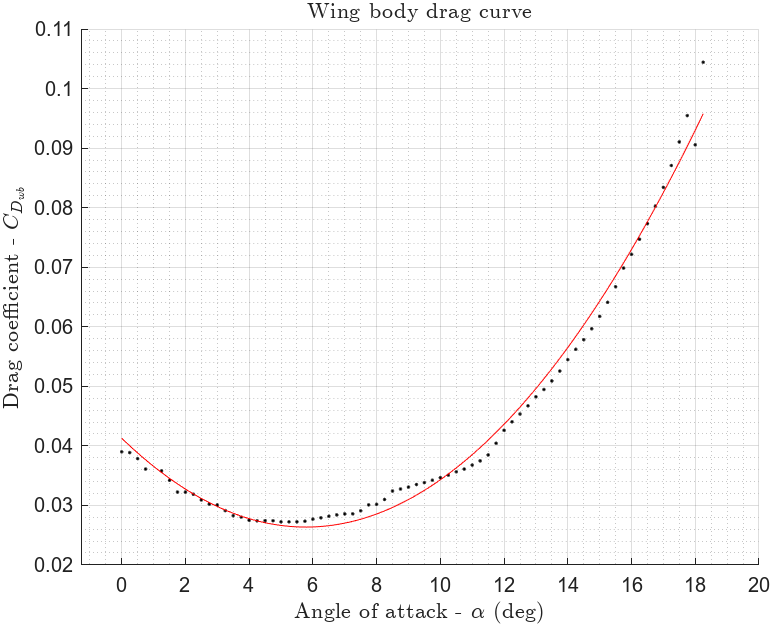 Wing body drag curve
0.11
0.1
0.09
0.08
0.07
0.06
0.05
0.04
0.03
0.02
Drag coefficient - C_{D_{wb}}
0 2 4 6 8 10 12 14 16 18 20
Angle of attack - α (deg)